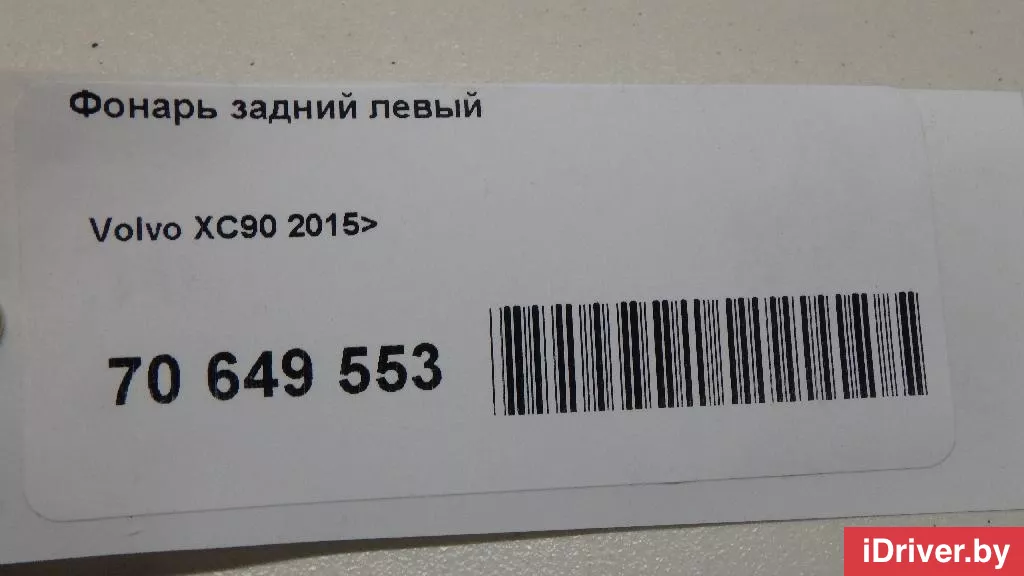 Фонарь задний левый
Volvo XC90 2015>
70 649 553
iDriver.by